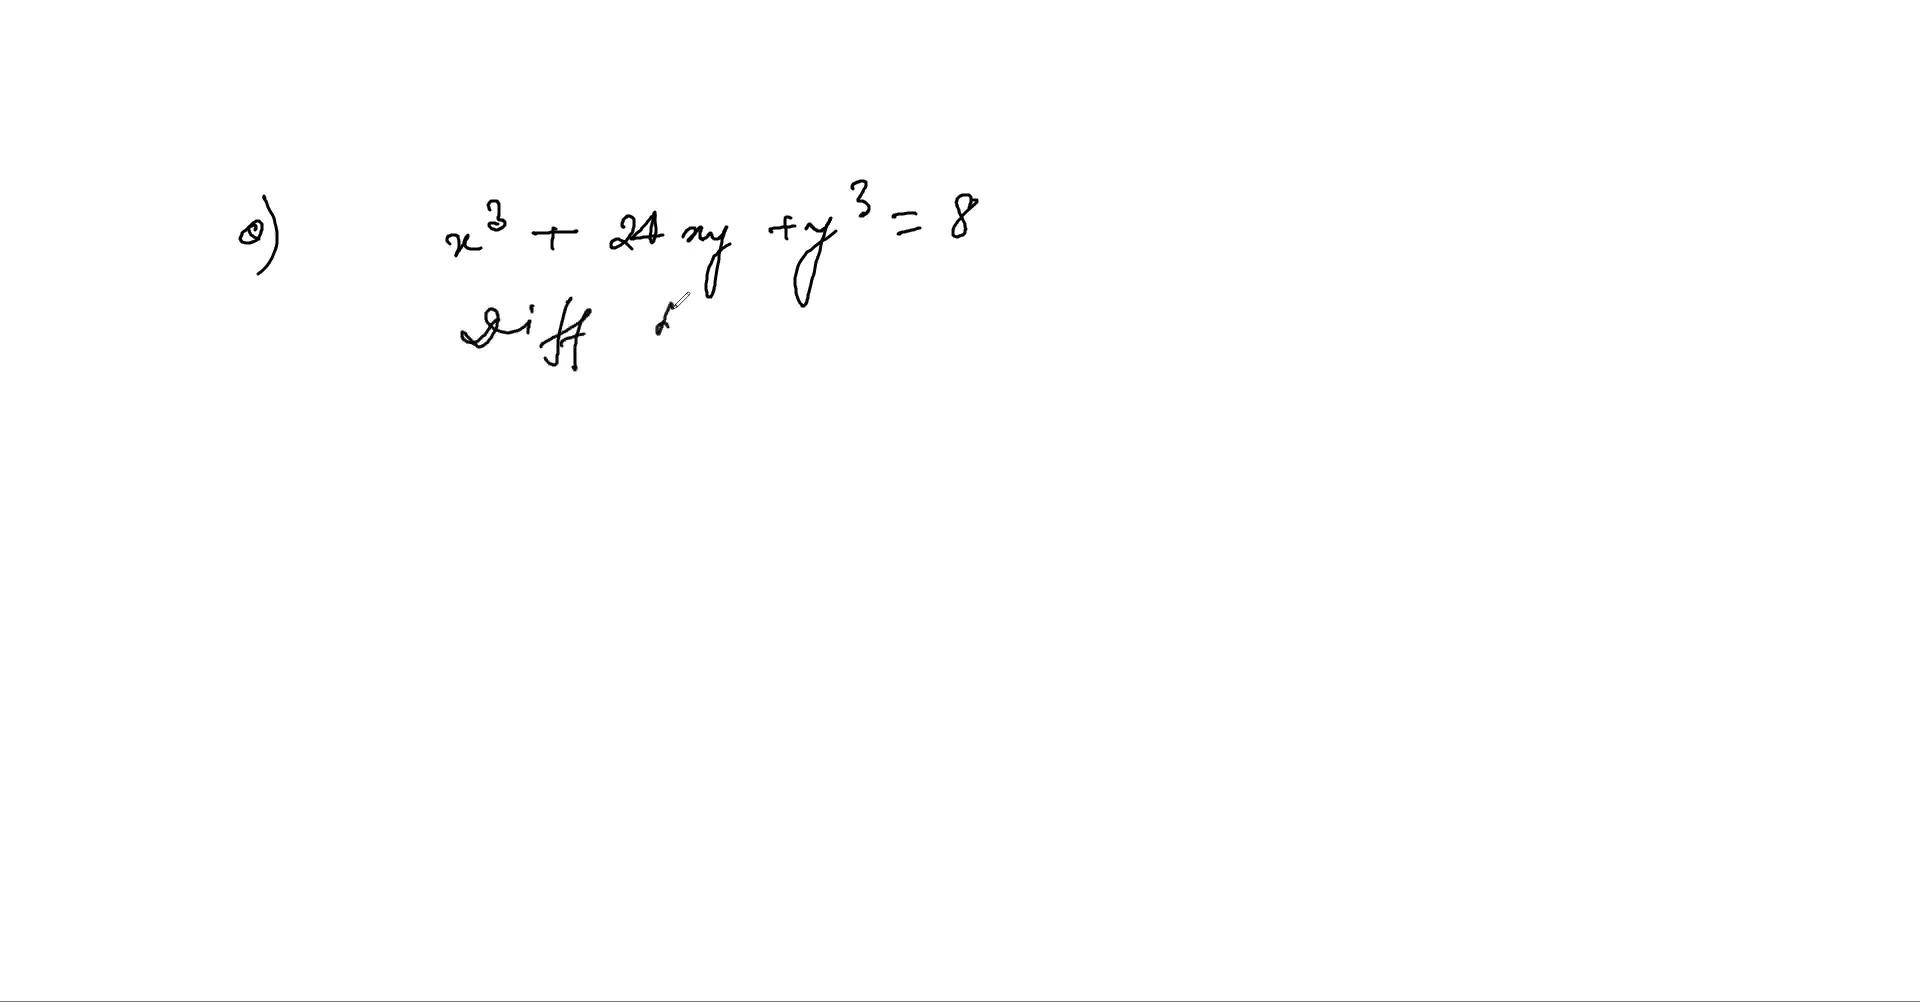 a) x³ + 24 xy + y³ = 8
Diff